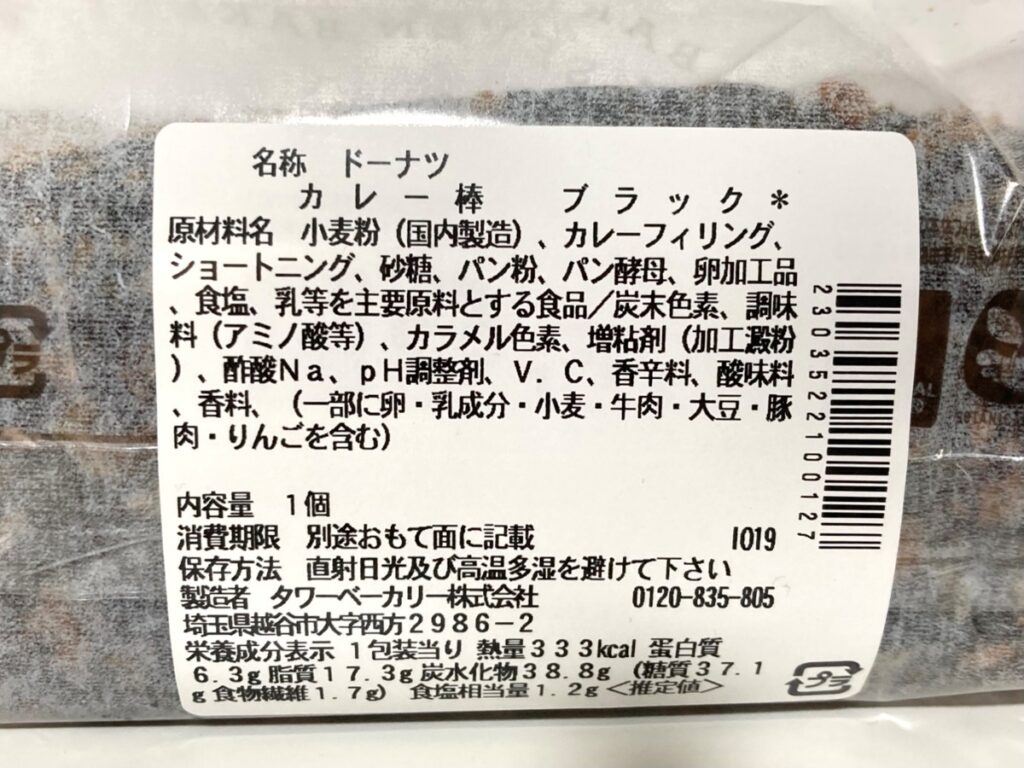 名称　ドーナツ
カレー棒　ブラック＊
原材料名　小麦粉（国内製造）、カレーフィリング、
ショートニング、砂糖、パン粉、パン酵母、卵加工品
、食塩、乳等を主要原料とする食品／炭末色素、調味
料（アミノ酸等）、カラメル色素、増粘剤（加工澱粉
）、酢酸Ｎａ、ｐＨ調整剤、Ｖ．Ｃ、香辛料、酸味料
、香料、（一部に卵・乳成分・小麦・牛肉・大豆・豚
肉・りんごを含む）
内容量　１個
消費期限　別途おもて面に記載　I019
保存方法　直射日光及び高温多湿を避けて下さい
製造者　タワーベーカリー株式会社　0120-835-805
埼玉県越谷市大字西方２９８６－２
栄養成分表示　１包装当り　熱量３３３kcal　蛋白質
６.３g 脂質１７.３g 炭水化物３８.８g （糖質３７.１
g 食物繊維１.７g）　食塩相当量１.２g＜推定値＞
プラ
2303522100127
プラ